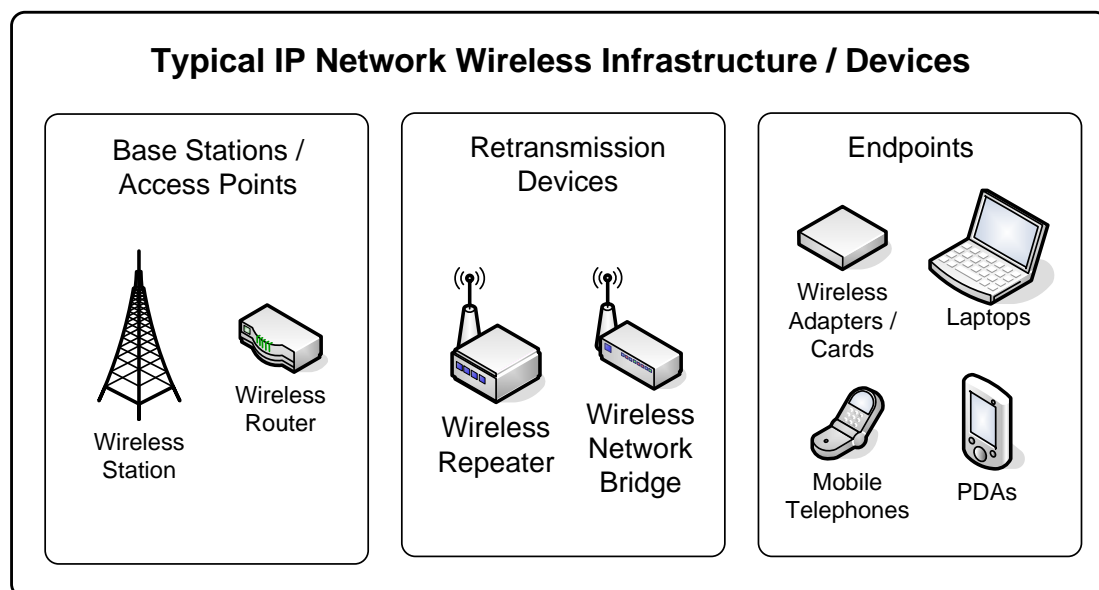 Typical IP Network Wireless Infrastructure / Devices
Base Stations /
Access Points
Wireless
Station
Wireless
Router
Retransmission
Devices
Wireless
Repeater
Wireless
Network
Bridge
Endpoints
Wireless
Adapters /
Cards
Laptops
Mobile
Telephones
PDAs